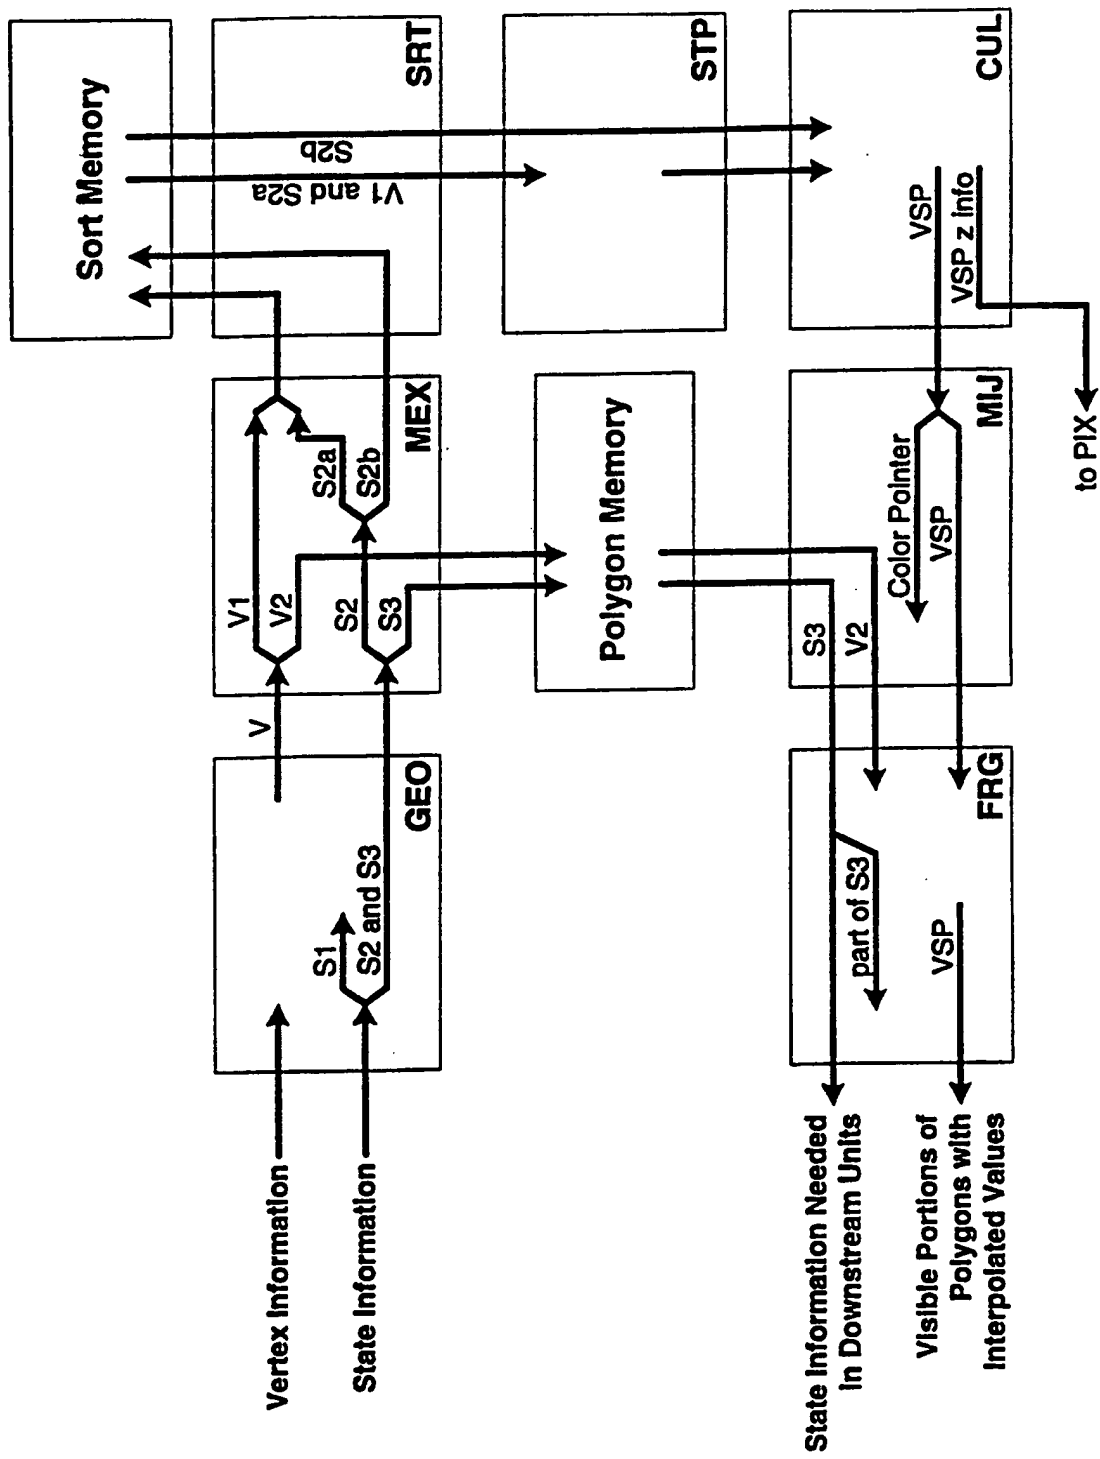 Vertex Information
State Information
S1
S2 and S3
GEO
V
V1
V2
S2
S3
S2a
S2b
MEX
Sort Memory
SRT
V1 and S2a
S2b
STP
Polygon Memory
CUL
VSP
VSP z info
to PIX
MIJ
Color Pointer
VSP
S3
V2
FRG
part of S3
VSP
State Information Needed
in Downstream Units
Visible Portions of
Polygons with
Interpolated Values